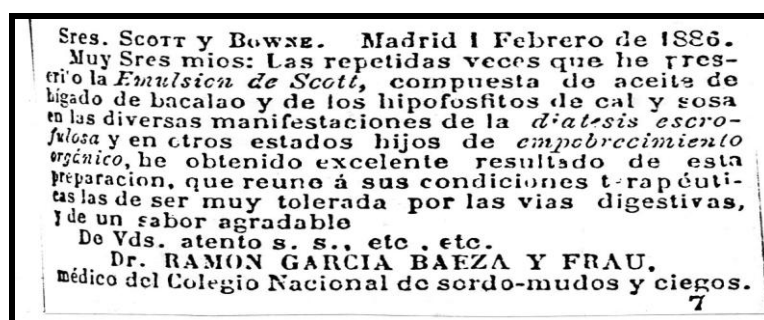 Sres. SCOTT y BOWNE. Madrid 1 Febrero de 1886.
Muy Sres mios: Las repetidas veces que he pres-
cri'o la Emulsion de Scott, compuesta de aceite de
hígado de bacalao y de los hipofosfitos de cal y sosa
en las diversas manifestaciones de la diatesis escro-
fulosa y en otros estados hijos de empobrecimiento
orgánico, he obtenido excelente resultado de esta
preparacion, que reune á sus condiciones terapéuti-
cas las de ser muy tolerada por las vias digestivas,
y de un sabor agradable
De Vds. atento s. s., etc , etc.
Dr. RAMON GARCIA BAEZA Y FRAU,
médico del Colegio Nacional de sordo-mudos y ciegos.
7